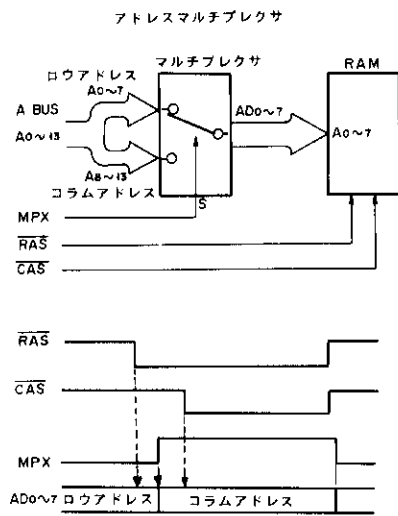 アドレスマルチプレクサ
マルチプレクサ
RAM
ロウアドレス
A0〜7
A BUS
A0〜13
AD0〜7
A0〜7
A8〜13
コラムアドレス
S
MPX
RAS
CAS
RAS
CAS
MPX
AD0〜7 ロウアドレス コラムアドレス